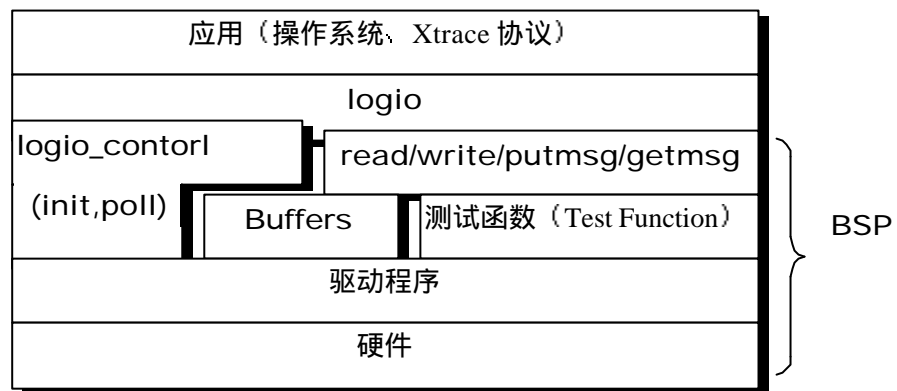 应用（操作系统、Xtrace 协议）
logio
logio_contorl
(init,poll)
read/write/putmsg/getmsg
Buffers
测试函数（Test Function）
驱动程序
硬件
BSP